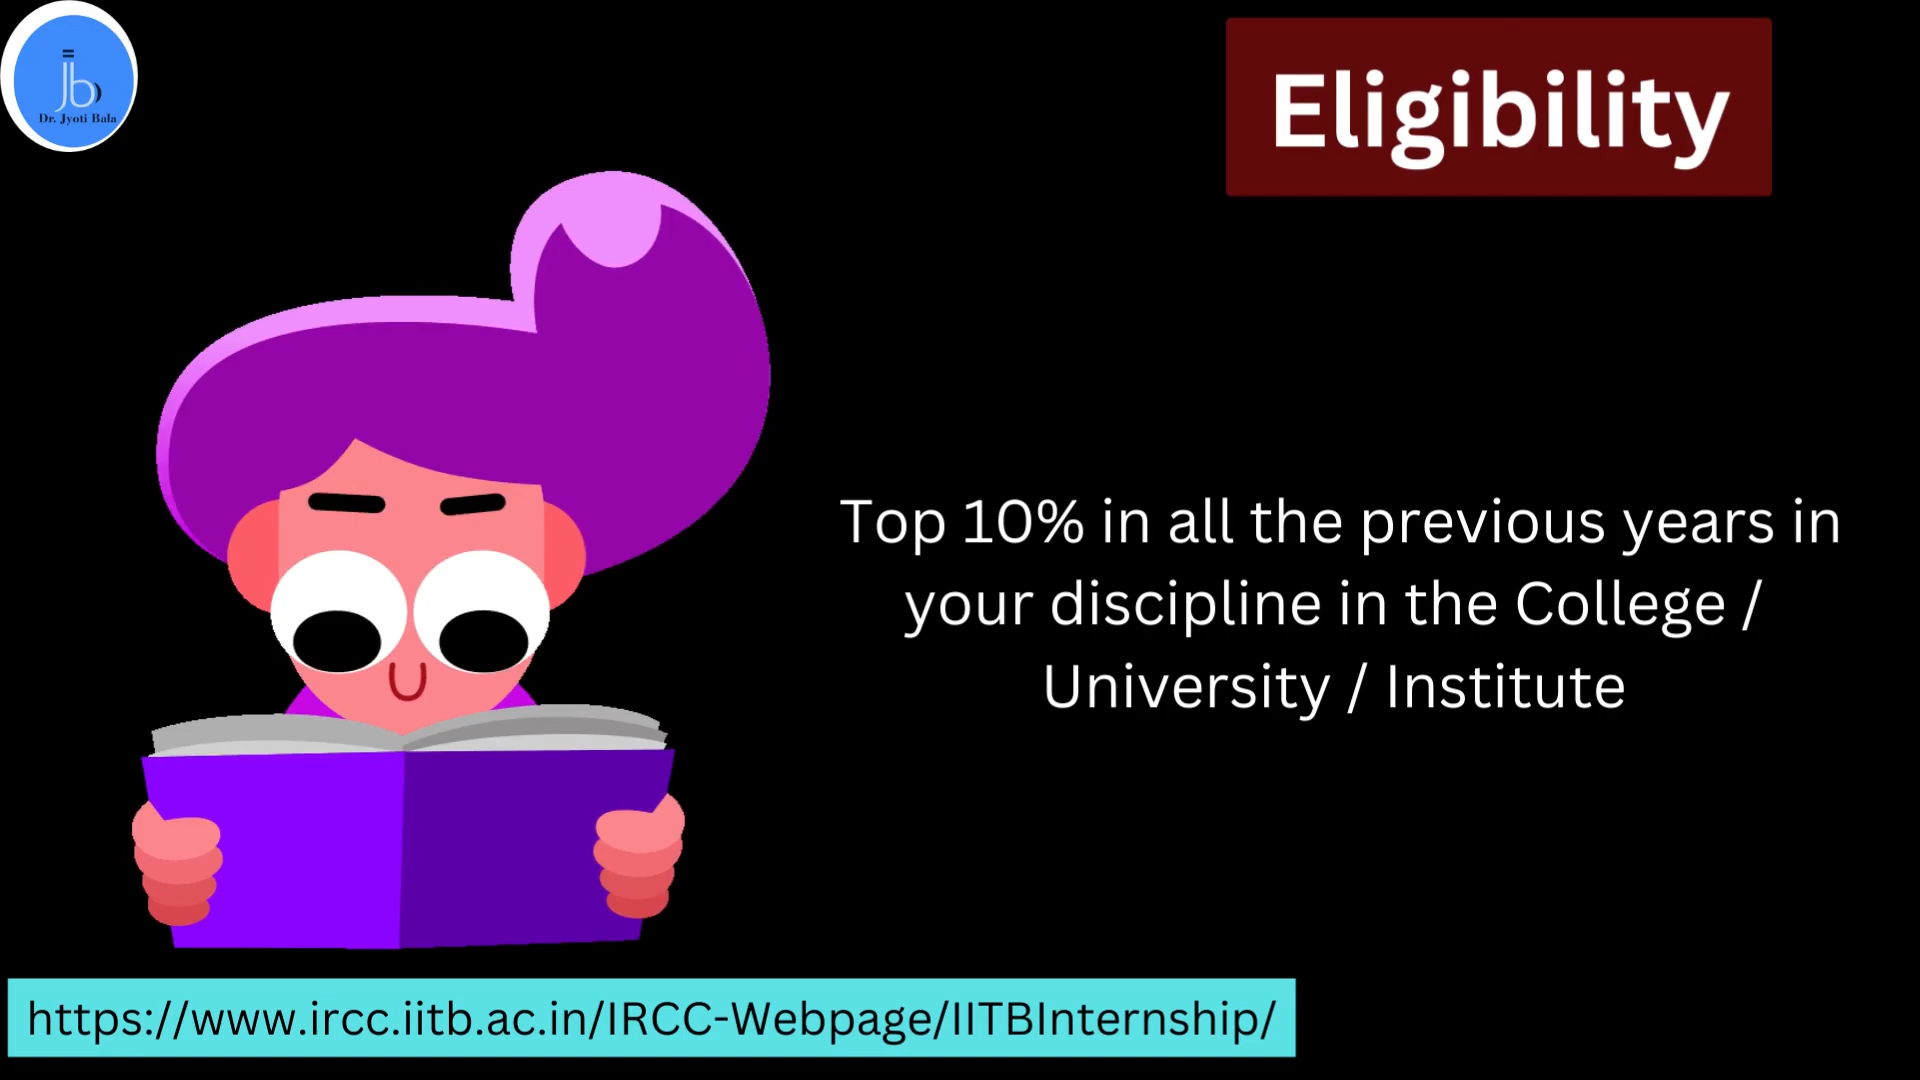 jb
Dr. Jyoti Bala
Eligibility
Top 10% in all the previous years in
your discipline in the College /
University / Institute
https://www.ircc.iitb.ac.in/IRCC-Webpage/IITBInternship/